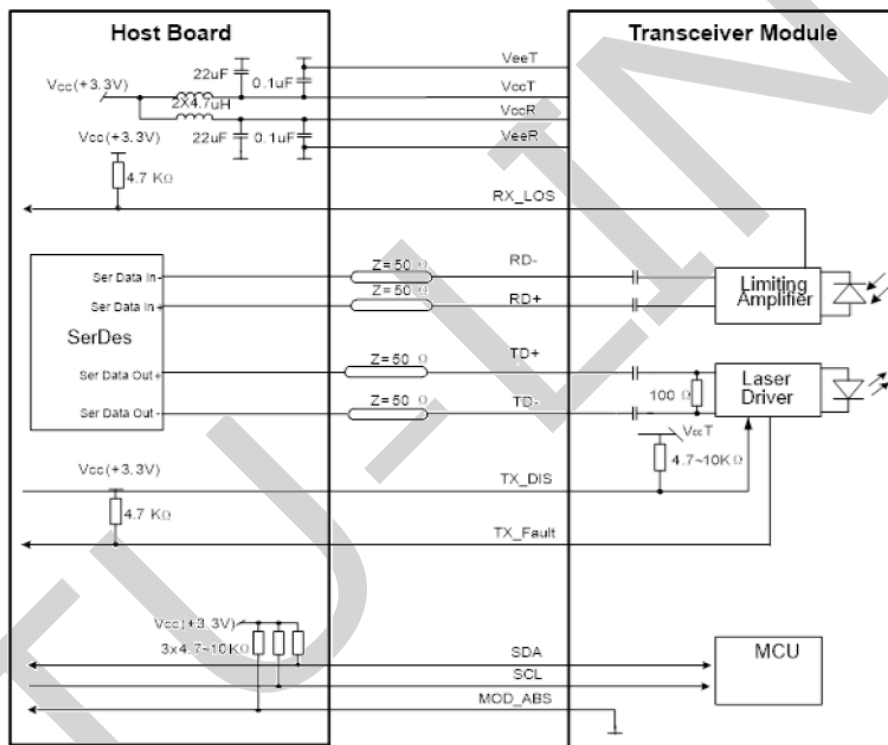 Host Board
Transceiver Module
VeeT
22uF
0.1uF
Vcc(+3.3V)
VccT
2X4.7uH
VccR
Vcc(+3.3V)
22uF
0.1uF
VeeR
4.7 KΩ
RX_LOS
Z=50 Ω
RD-
Ser Data In-
Z=50 Ω
RD+
Ser Data In+
Limiting
Amplifier
SerDes
Z=50 Ω
TD+
Ser Data Out+
Laser
Driver
100 Ω
Z=50 Ω
TD-
Ser Data Out-
VccT
4.7~10KΩ
Vcc(+3.3V)
TX_DIS
4.7 KΩ
TX_Fault
Vcc(+3.3V)
3x4.7~10KΩ
SDA
MCU
SCL
MOD_ABS